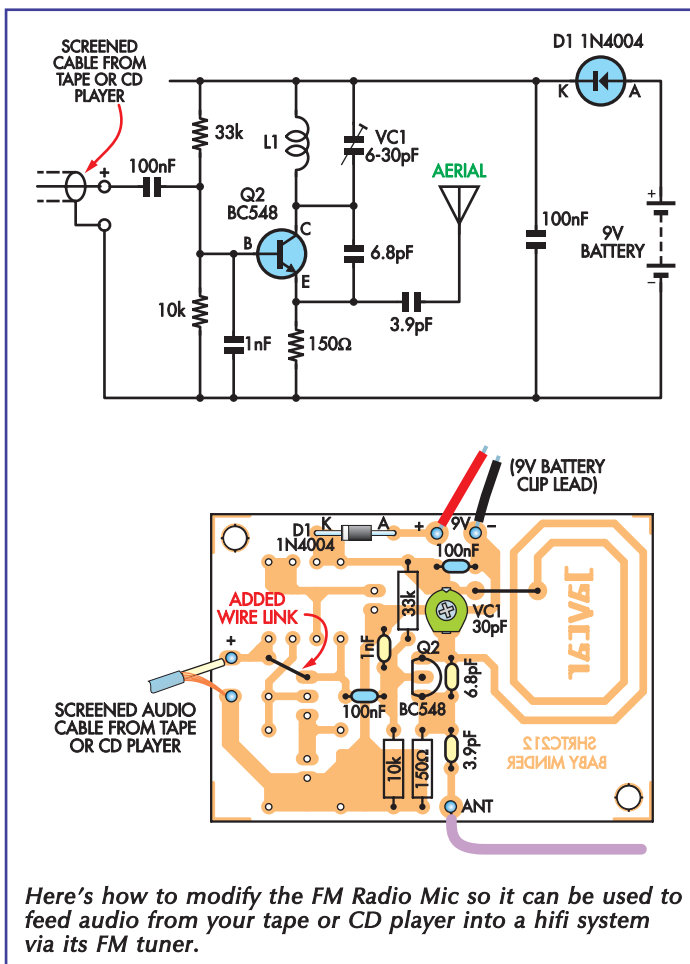 SCREENED
CABLE FROM
TAPE OR CD
PLAYER
D1 1N4004
K
A
33k
L1
VC1
6-30pF
+
100nF
AERIAL
Q2
BC548
C
B
E
6.8pF
100nF
+
9V
BATTERY
−
10k
1nF
150Ω
3.9pF
(9V BATTERY
CLIP LEAD)
K
A
D1
1N4004
+
9V
−
100nF
33k
VC1
30pF
JAYCAR
ADDED
WIRE LINK
+
1nF
Q2
6.8pF
100nF
BC548
SCREENED AUDIO
CABLE FROM TAPE
OR CD PLAYER
10k
150Ω
3.9pF
SHRTC212
BABY MINDER
ANT
Here's how to modify the FM Radio Mic so it can be used to
feed audio from your tape or CD player into a hifi system
via its FM tuner.